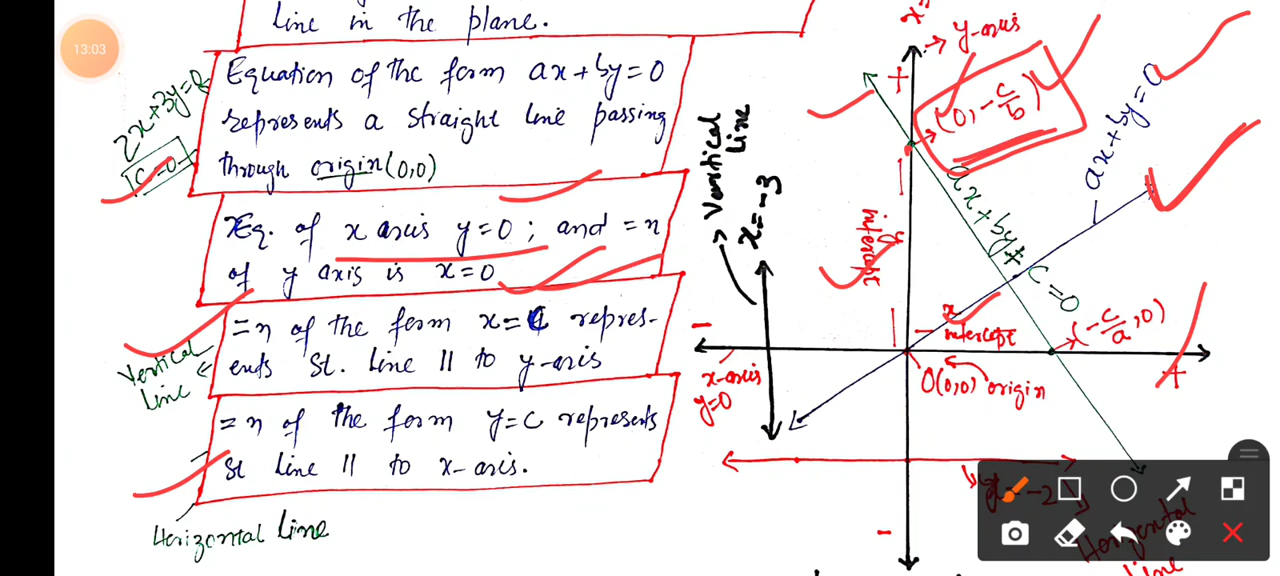 13:03
line in the plane.
Equation of the form ax + by = 0
represents a straight line passing
through origin (0,0)
2x+3y=0
C=0
Eq. of x axis y=0 ; and =n
of y axis is x=0
=n of the form x=C repres-
ents St. line || to y-axis
Vertical
Line
=n of the form y=C represents
St line || to x-axis.
Horizontal line
x=
y-axis
+
(0, -c/b)
ax+by=0
Vertical
Line
x=-3
y
intercept
ax+by+C=0
x
intercept
(-c/a, 0)
-
+
x-axis
y=0
O(0,0) origin
y=-2
-
Horizontal
line